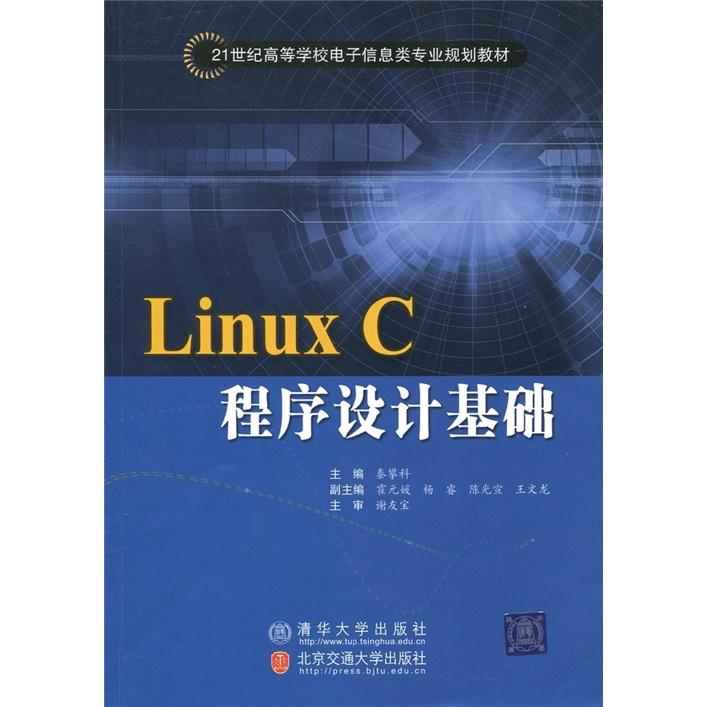 21世纪高等学校电子信息类专业规划教材
Linux C
程序设计基础
主 编 秦攀科
副主编 霍元媛 杨 睿 陈光宣 王文龙
主 审 谢友宝
清华大学出版社
http://www.tup.tsinghua.edu.cn
北京交通大学出版社
http://press.bjtu.edu.cn